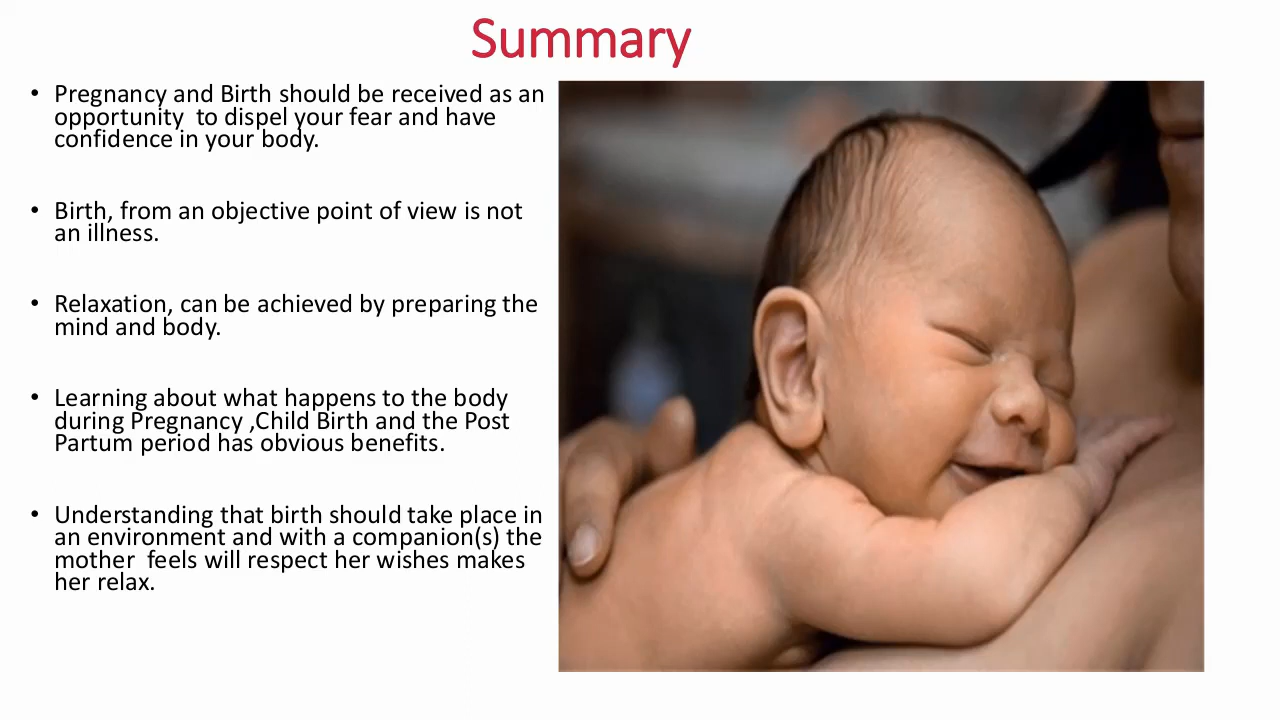 Summary
• Pregnancy and Birth should be received as an
opportunity  to dispel your fear and have
confidence in your body.
• Birth, from an objective point of view is not
an illness.
• Relaxation, can be achieved by preparing the
mind and body.
• Learning about what happens to the body
during Pregnancy ,Child Birth and the Post
Partum period has obvious benefits.
• Understanding that birth should take place in
an environment and with a companion(s) the
mother  feels will respect her wishes makes
her relax.